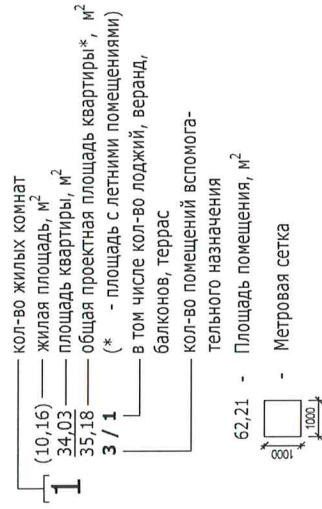 кол-во жилых комнат
1
(10,16) жилая площадь, м²
34,03 площадь квартиры, м²
35,18 общая проектная площадь квартиры*, м²
(* - площадь с летними помещениями)
3 / 1 в том числе кол-во лоджий, веранд,
балконов, террас
кол-во помещений вспомога-
тельного назначения
62,21 - Площадь помещения, м²
1000
1000
- Метровая сетка